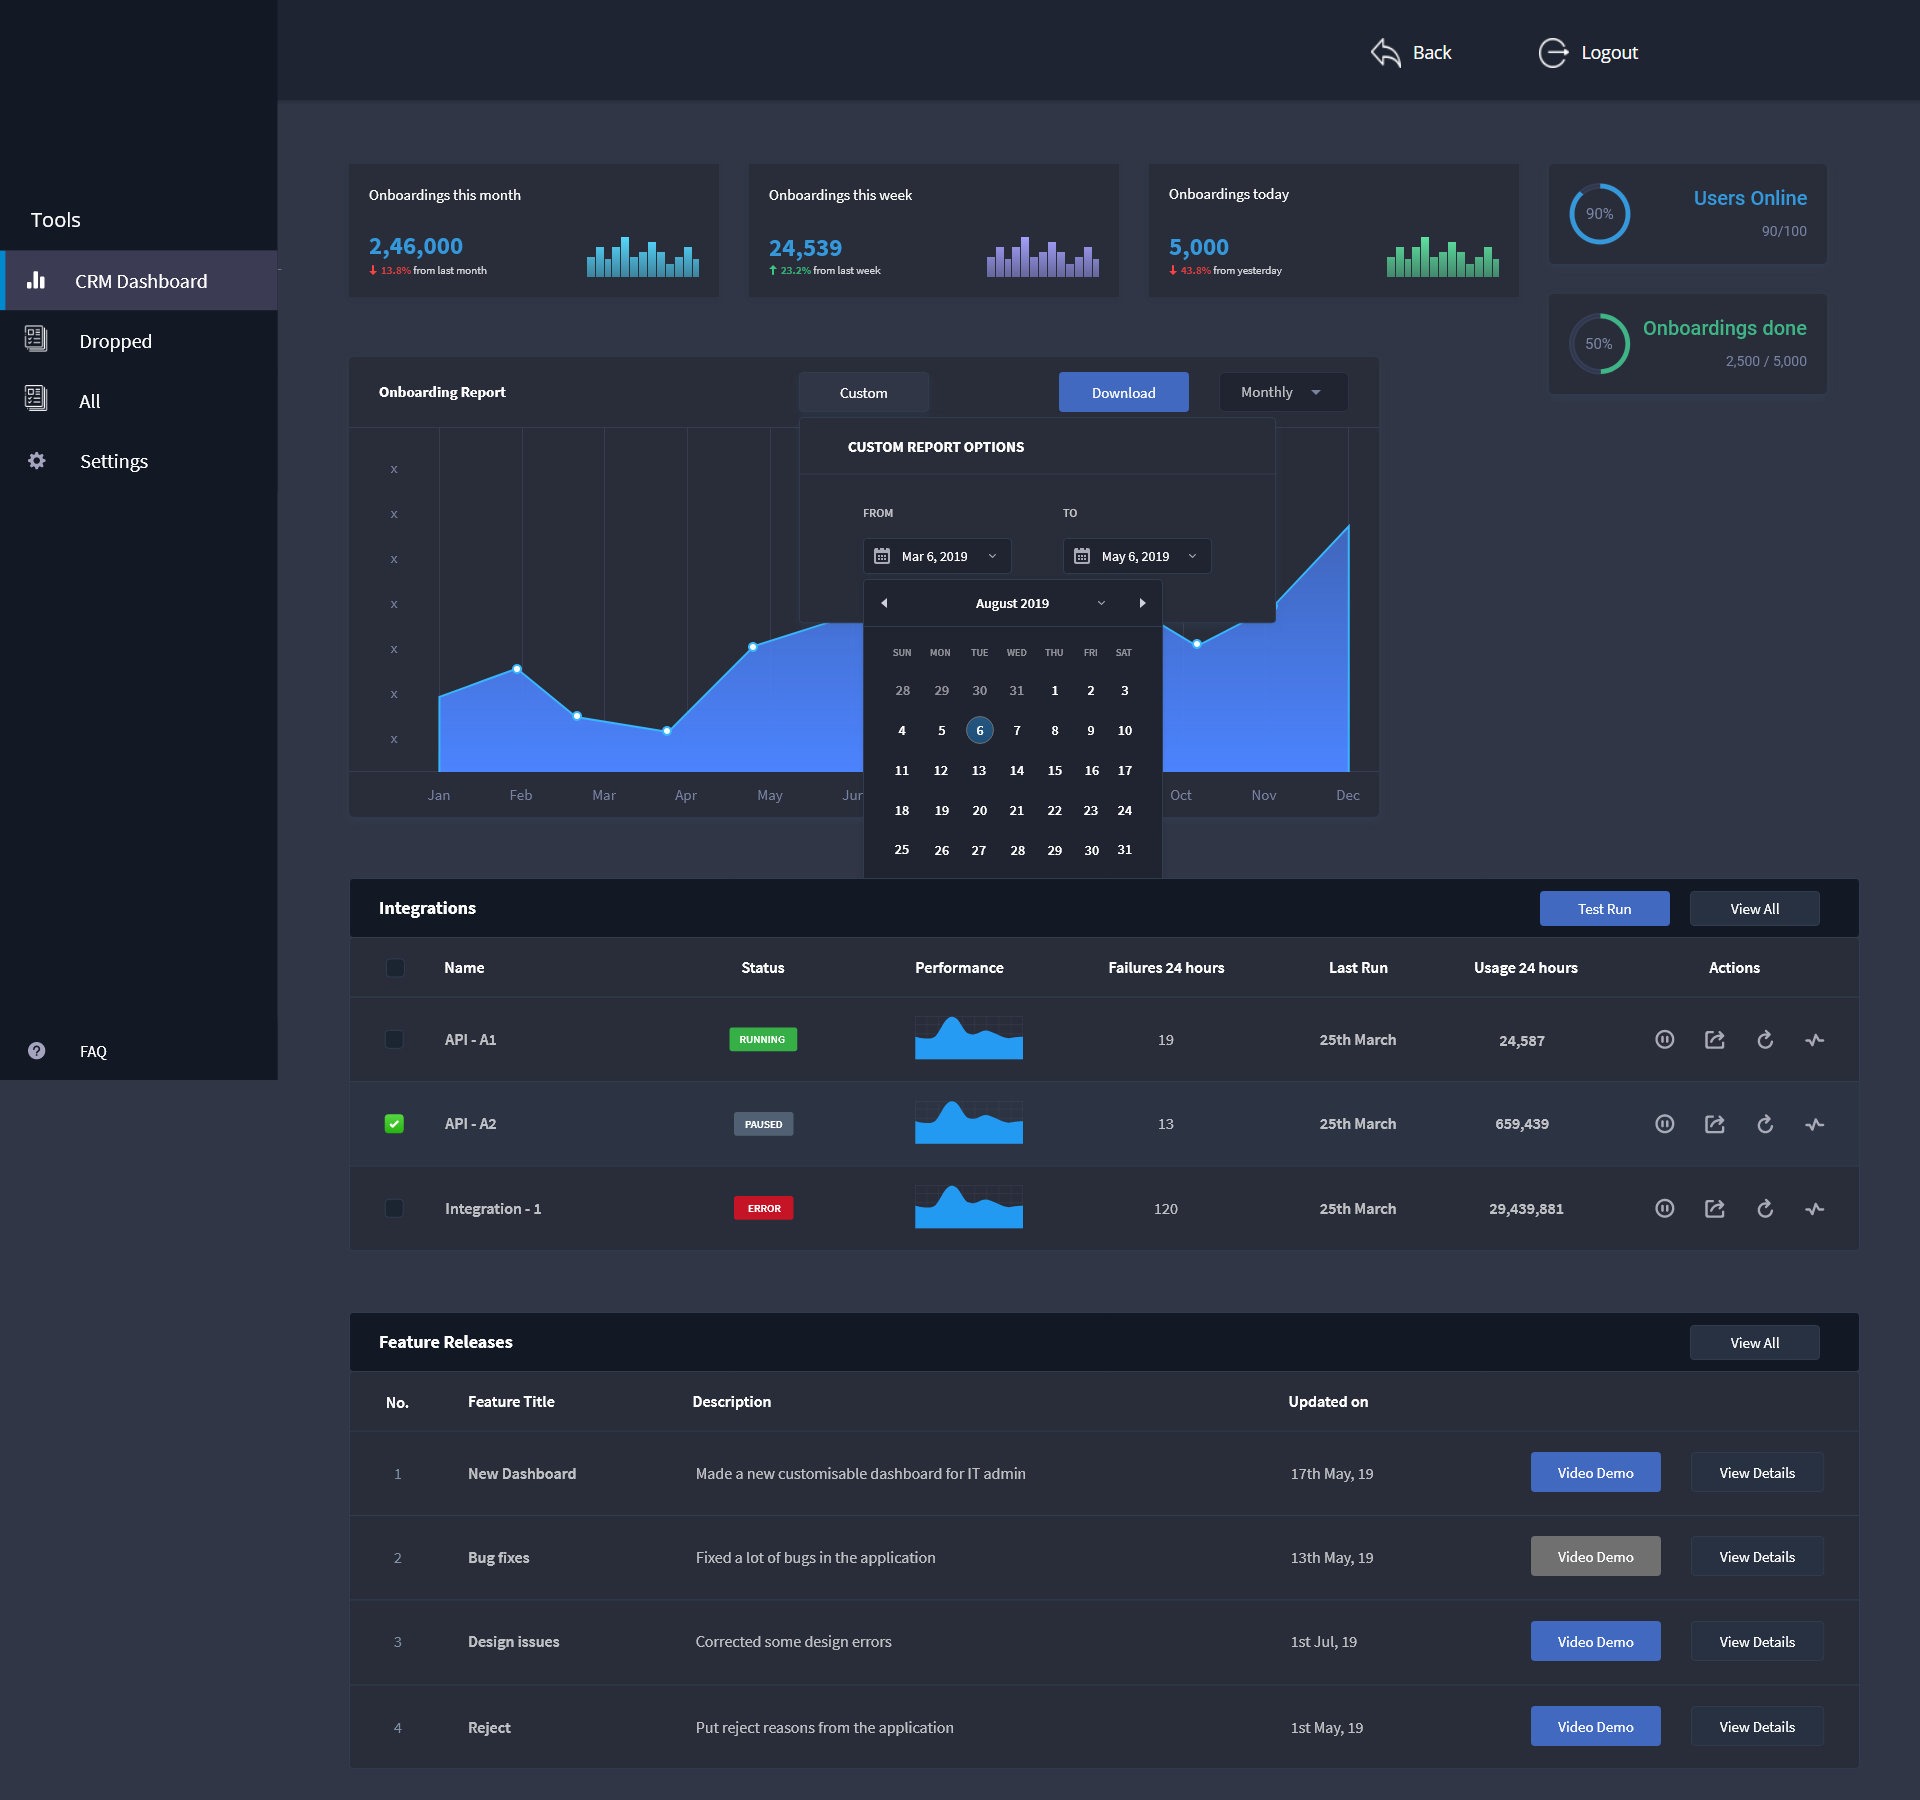 Back
Logout
Tools
CRM Dashboard
Dropped
All
Settings
FAQ
Onboardings this month
2,46,000
13.8% from last month
Onboardings this week
24,539
23.2% from last week
Onboardings today
5,000
43.8% from yesterday
90%
Users Online
90/100
50%
Onboardings done
2,500 / 5,000
Onboarding Report
Custom
Download
Monthly
CUSTOM REPORT OPTIONS
FROM
TO
Mar 6, 2019
May 6, 2019
August 2019
SUN MON TUE WED THU FRI SAT
28 29 30 31 1 2 3
4 5 6 7 8 9 10
11 12 13 14 15 16 17
18 19 20 21 22 23 24
25 26 27 28 29 30 31
x
x
x
x
x
x
x
Jan Feb Mar Apr May Jun Oct Nov Dec
Integrations
Test Run
View All
Name Status Performance Failures 24 hours Last Run Usage 24 hours Actions
API - A1 RUNNING 19 25th March 24,587
API - A2 PAUSED 13 25th March 659,439
Integration - 1 ERROR 120 25th March 29,439,881
Feature Releases
View All
No. Feature Title Description Updated on
1 New Dashboard Made a new customisable dashboard for IT admin 17th May, 19 Video Demo View Details
2 Bug fixes Fixed a lot of bugs in the application 13th May, 19 Video Demo View Details
3 Design issues Corrected some design errors 1st Jul, 19 Video Demo View Details
4 Reject Put reject reasons from the application 1st May, 19 Video Demo View Details